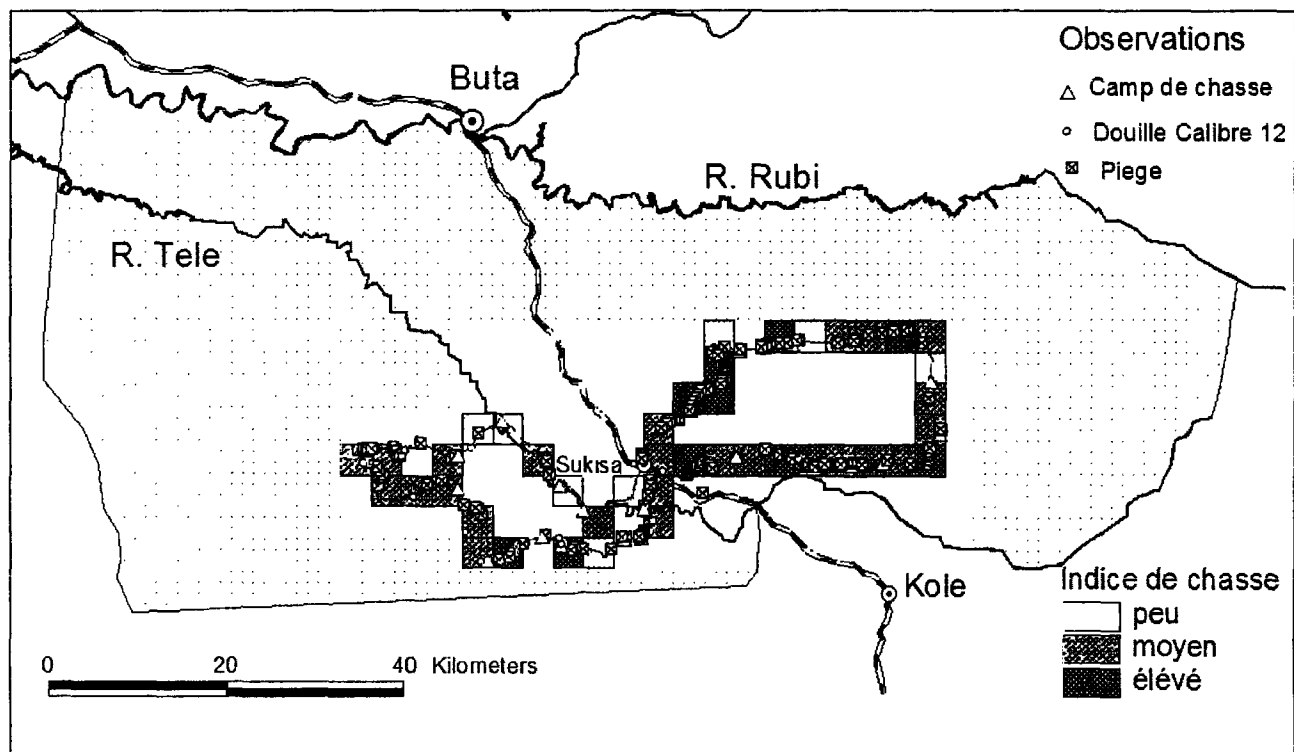 Observations
Buta
Camp de chasse
Douille Calibre 12
Piege
R. Rubi
R. Tele
Sukisa
Kole
Indice de chasse
peu
moyen
élévé
0 20 40 Kilometers